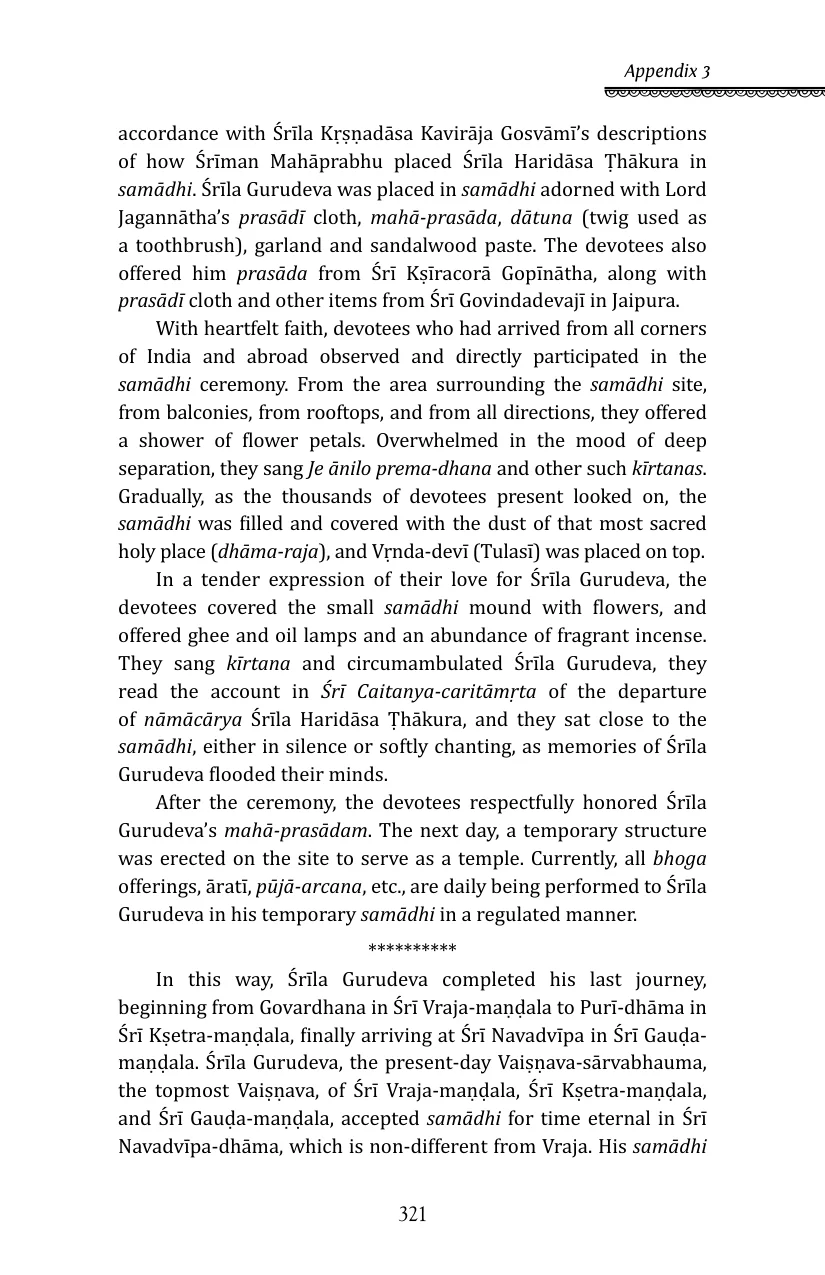 Appendix 3
accordance with Śrīla Kṛṣṇadāsa Kavirāja Gosvāmī’s descriptions
of how Śrīman Mahāprabhu placed Śrīla Haridāsa Ṭhākura in
samādhi. Śrīla Gurudeva was placed in samādhi adorned with Lord
Jagannātha’s prasādī cloth, mahā-prasāda, dātuna (twig used as
a toothbrush), garland and sandalwood paste. The devotees also
offered him prasāda from Śrī Kṣīracorā Gopīnātha, along with
prasādī cloth and other items from Śrī Govindadevajī in Jaipura.
With heartfelt faith, devotees who had arrived from all corners
of India and abroad observed and directly participated in the
samādhi ceremony. From the area surrounding the samādhi site,
from balconies, from rooftops, and from all directions, they offered
a shower of flower petals. Overwhelmed in the mood of deep
separation, they sang Je ānilo prema-dhana and other such kīrtanas.
Gradually, as the thousands of devotees present looked on, the
samādhi was filled and covered with the dust of that most sacred
holy place (dhāma-raja), and Vṛnda-devī (Tulasī) was placed on top.
In a tender expression of their love for Śrīla Gurudeva, the
devotees covered the small samādhi mound with flowers, and
offered ghee and oil lamps and an abundance of fragrant incense.
They sang kīrtana and circumambulated Śrīla Gurudeva, they
read the account in Śrī Caitanya-caritāmṛta of the departure
of nāmācārya Śrīla Haridāsa Ṭhākura, and they sat close to the
samādhi, either in silence or softly chanting, as memories of Śrīla
Gurudeva flooded their minds.
After the ceremony, the devotees respectfully honored Śrīla
Gurudeva’s mahā-prasādam. The next day, a temporary structure
was erected on the site to serve as a temple. Currently, all bhoga
offerings, āratī, pūjā-arcana, etc., are daily being performed to Śrīla
Gurudeva in his temporary samādhi in a regulated manner.
**********
In this way, Śrīla Gurudeva completed his last journey,
beginning from Govardhana in Śrī Vraja-maṇḍala to Purī-dhāma in
Śrī Kṣetra-maṇḍala, finally arriving at Śrī Navadvīpa in Śrī Gauḍa-
maṇḍala. Śrīla Gurudeva, the present-day Vaiṣṇava-sārvabhauma,
the topmost Vaiṣṇava, of Śrī Vraja-maṇḍala, Śrī Kṣetra-maṇḍala,
and Śrī Gauḍa-maṇḍala, accepted samādhi for time eternal in Śrī
Navadvīpa-dhāma, which is non-different from Vraja. His samādhi
321